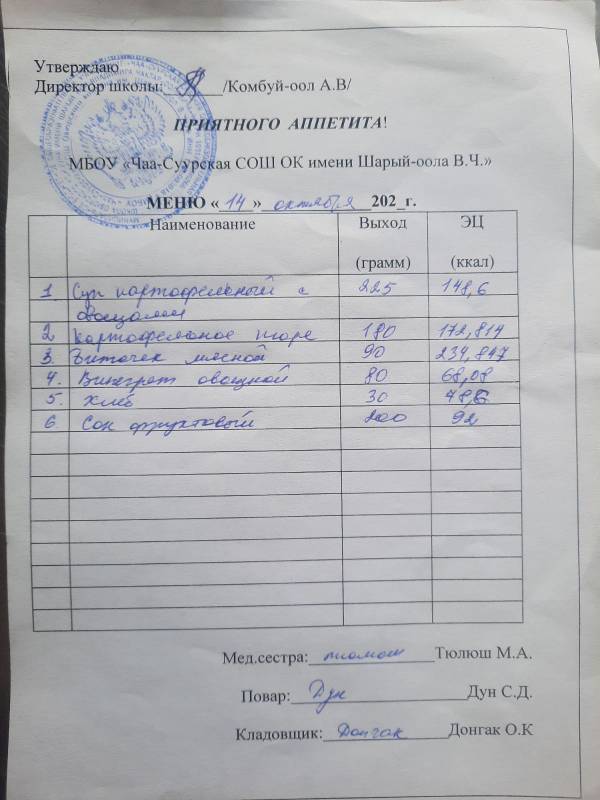 Утверждаю
Директор школы: /Комбуй-оол А.В/
ПРИЯТНОГО АППЕТИТА!
МБОУ «Чаа-Суурская СОШ ОК имени Шарый-оола В.Ч.»
МЕНЮ « 14 » октября 202_г.
Наименование Выход (грамм) ЭЦ (ккал)
1 Суп картофельный с 225 148,6
овощами
2 Картофельное пюре 180 172,814
3. Биточек мясной 90 234,847
4. Винегрет овощной 80 68,08
5. Хлеб 30
6. Сок фруктовый 200 92
Мед.сестра: Тюлюш М.А.
Повар: Дун Дун С.Д.
Кладовщик: Донгак Донгак О.К